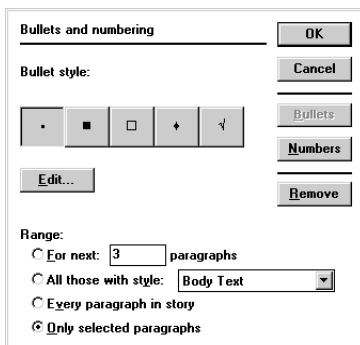 Bullets and numbering
OK
Bullet style:
Cancel
Bullets
Numbers
Edit...
Remove
Range:
For next: 3 paragraphs
All those with style: Body Text
Every paragraph in story
Only selected paragraphs